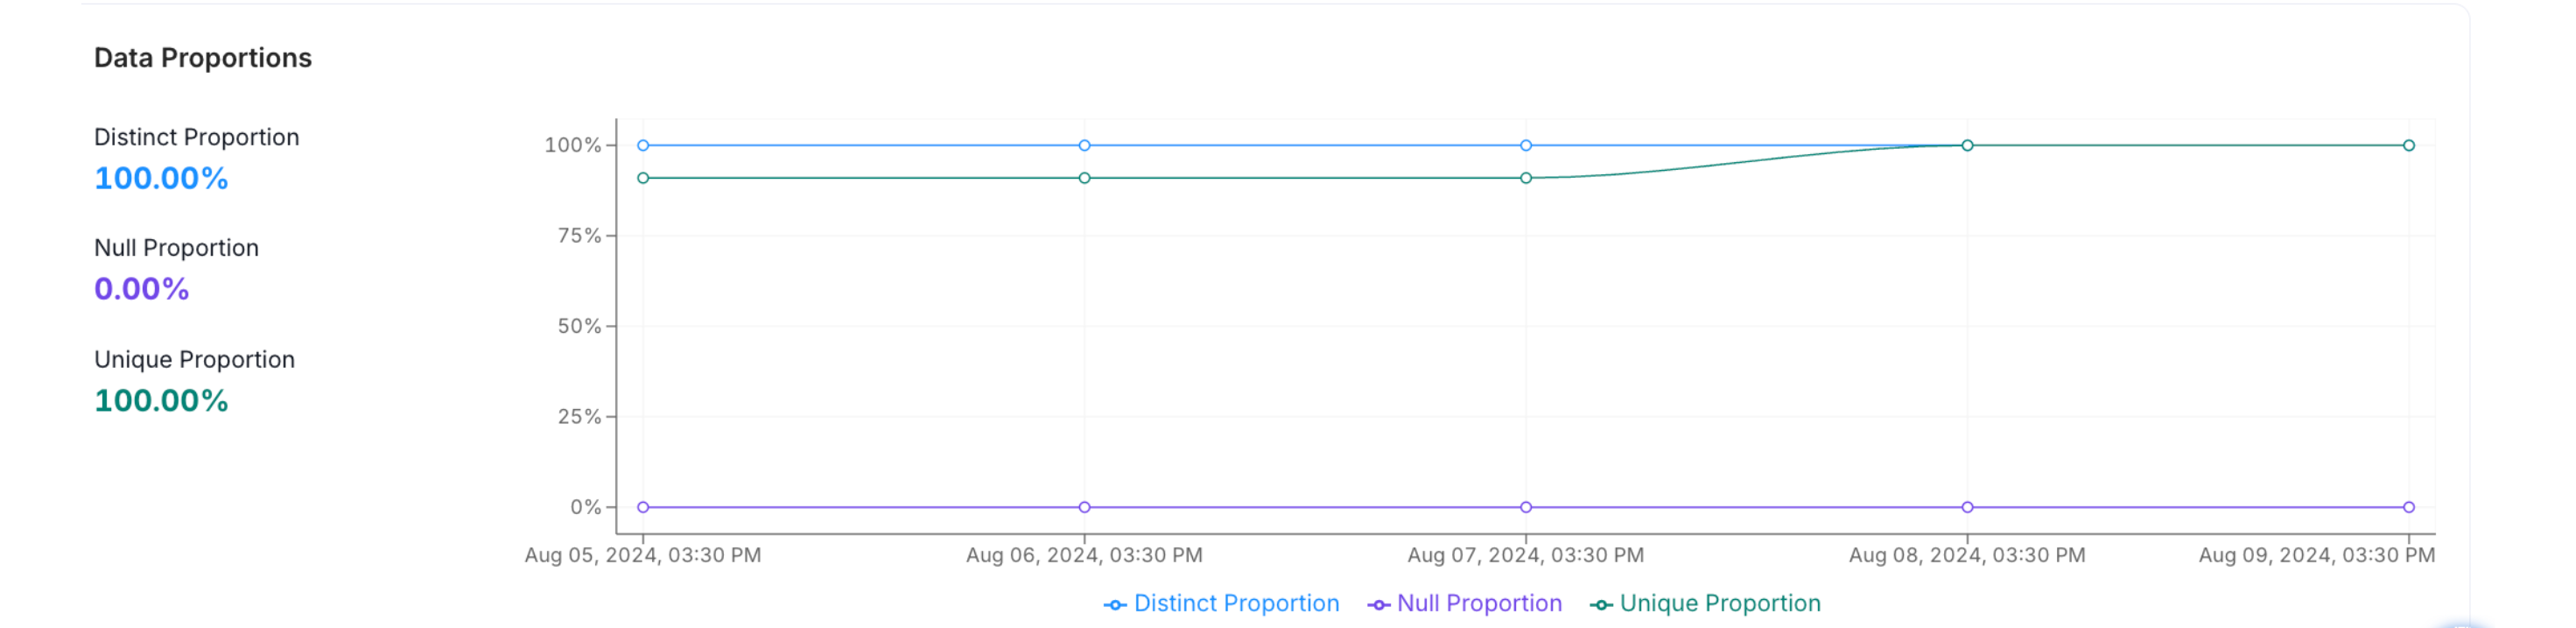 Data Proportions
Distinct Proportion
100.00%
Null Proportion
0.00%
Unique Proportion
100.00%
100%
75%
50%
25%
0%
Aug 05, 2024, 03:30 PM
Aug 06, 2024, 03:30 PM
Aug 07, 2024, 03:30 PM
Aug 08, 2024, 03:30 PM
Aug 09, 2024, 03:30 PM
Distinct Proportion
Null Proportion
Unique Proportion